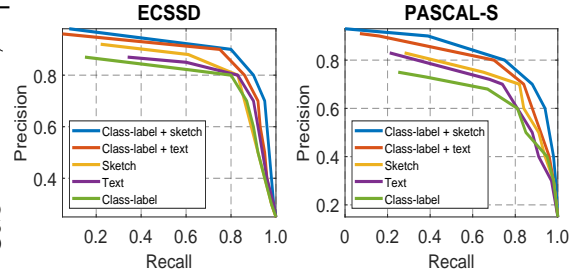 ECSSD
Precision
0.8
0.6
0.4
Class-label + sketch
Class-label + text
Sketch
Text
Class-label
0.2 0.4 0.6 0.8 1.0
Recall
PASCAL-S
Precision
0.8
0.6
0.4
0.2
Class-label + sketch
Class-label + text
Sketch
Text
Class-label
0 0.2 0.4 0.6 0.8 1.0
Recall